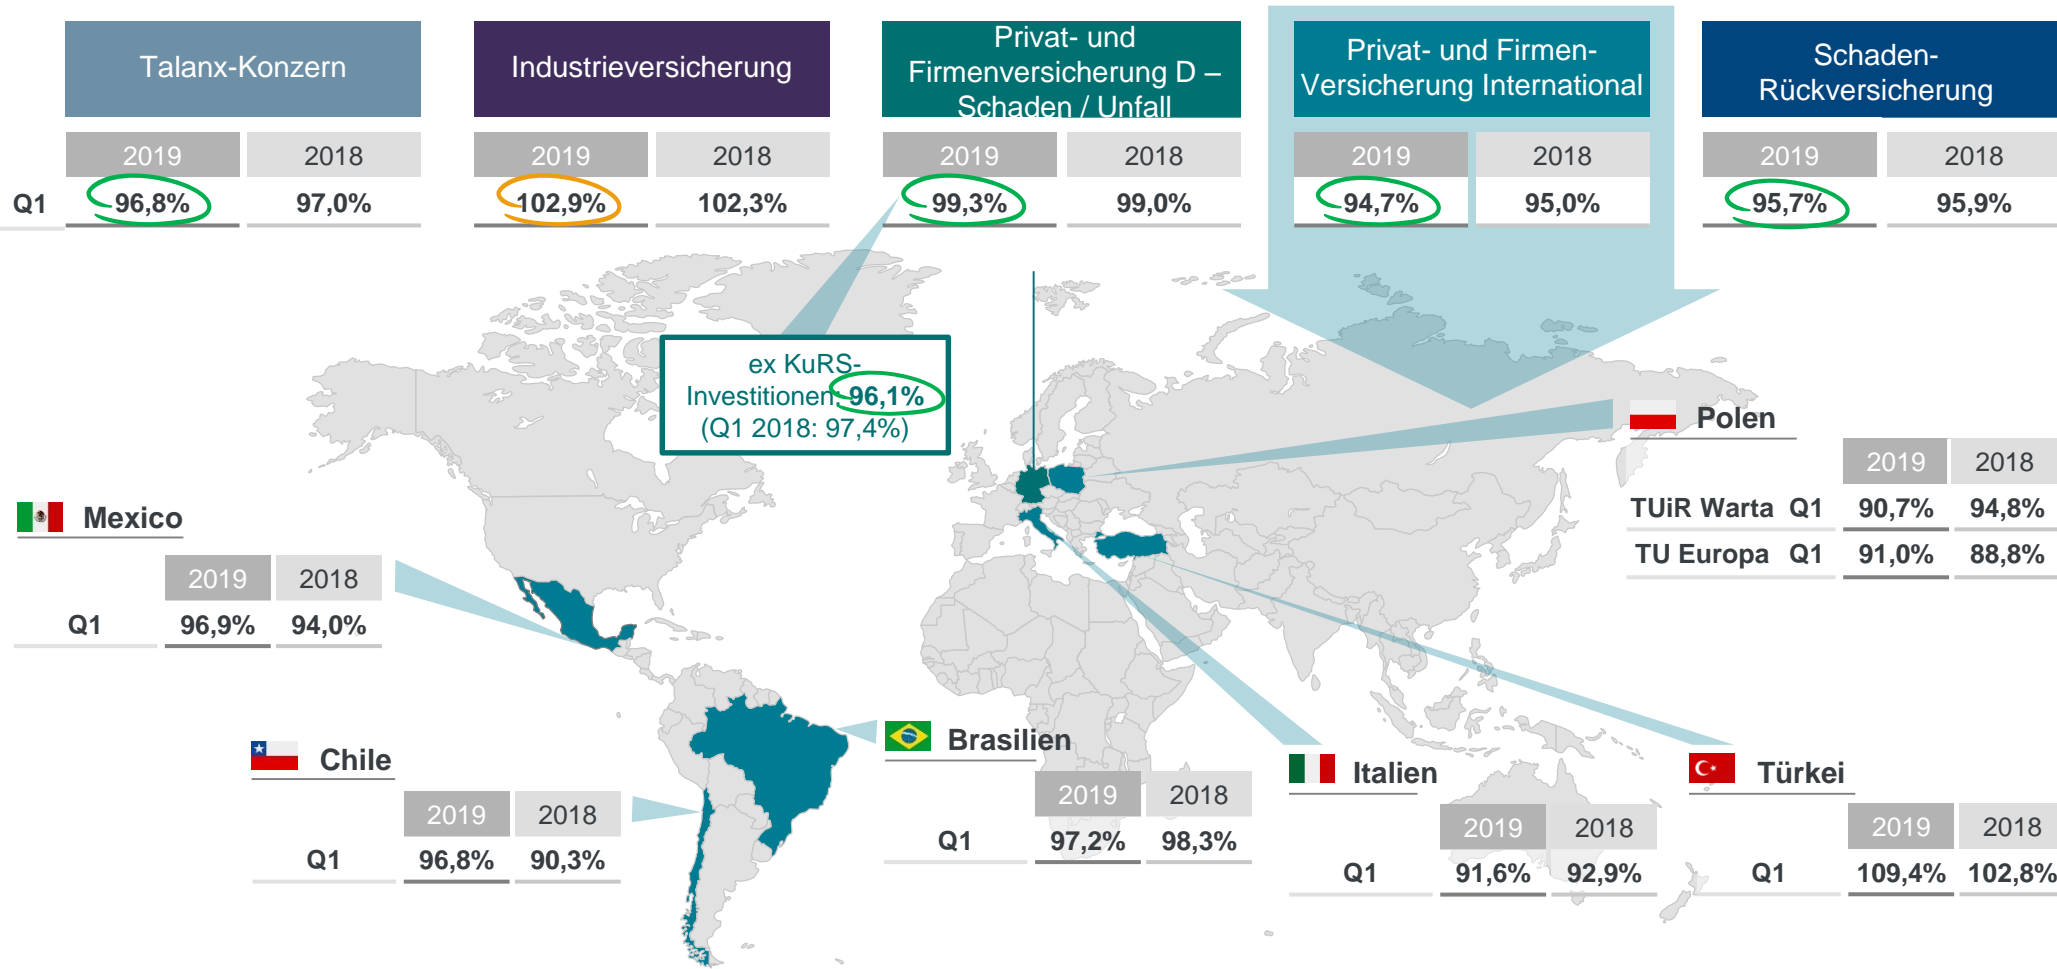 Talanx-Konzern
Industrieversicherung
Privat- und
Firmenversicherung D –
Schaden / Unfall
Privat- und Firmen-
Versicherung International
Schaden-
Rückversicherung
2019 2018 2019 2018 2019 2018 2019 2018 2019 2018
Q1 96,8% 97,0% 102,9% 102,3% 99,3% 99,0% 94,7% 95,0% 95,7% 95,9%
ex KuRS-
Investitionen: 96,1%
(Q1 2018: 97,4%)
Polen
2019 2018
TUiR Warta Q1 90,7% 94,8%
TU Europa Q1 91,0% 88,8%
Mexico
2019 2018
Q1 96,9% 94,0%
Chile
2019 2018
Q1 96,8% 90,3%
Brasilien
2019 2018
Q1 97,2% 98,3%
Italien
2019 2018
Q1 91,6% 92,9%
Türkei
2019 2018
Q1 109,4% 102,8%